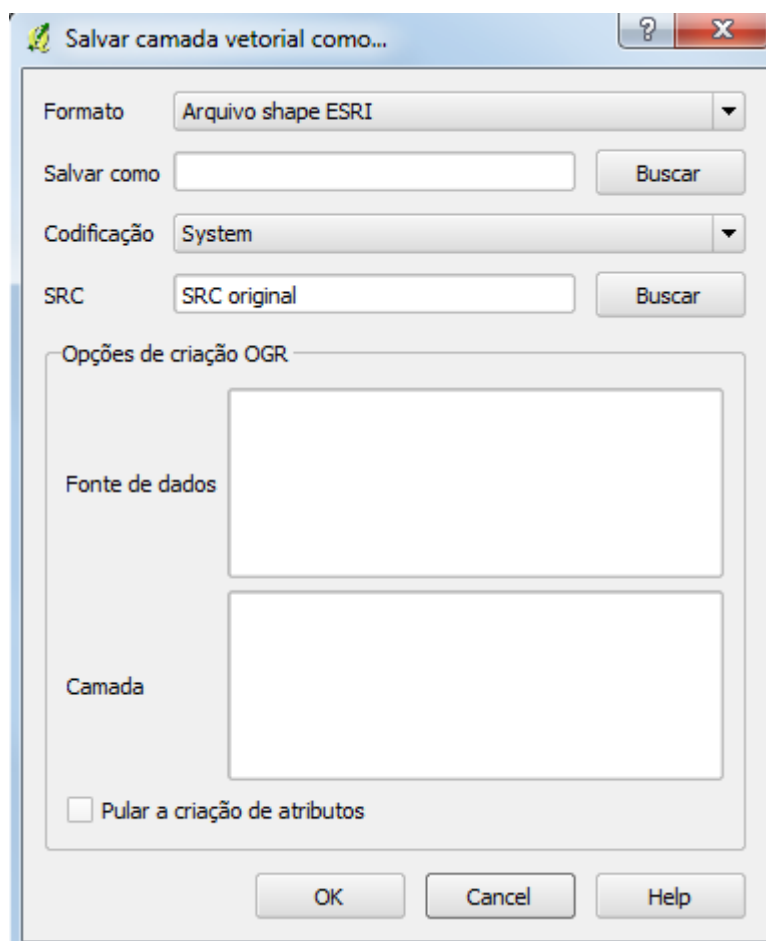 Salvar camada vetorial como...
Formato Arquivo shape ESRI
Salvar como Buscar
Codificação System
SRC SRC original Buscar
Opções de criação OGR
Fonte de dados
Camada
Pular a criação de atributos
OK Cancel Help